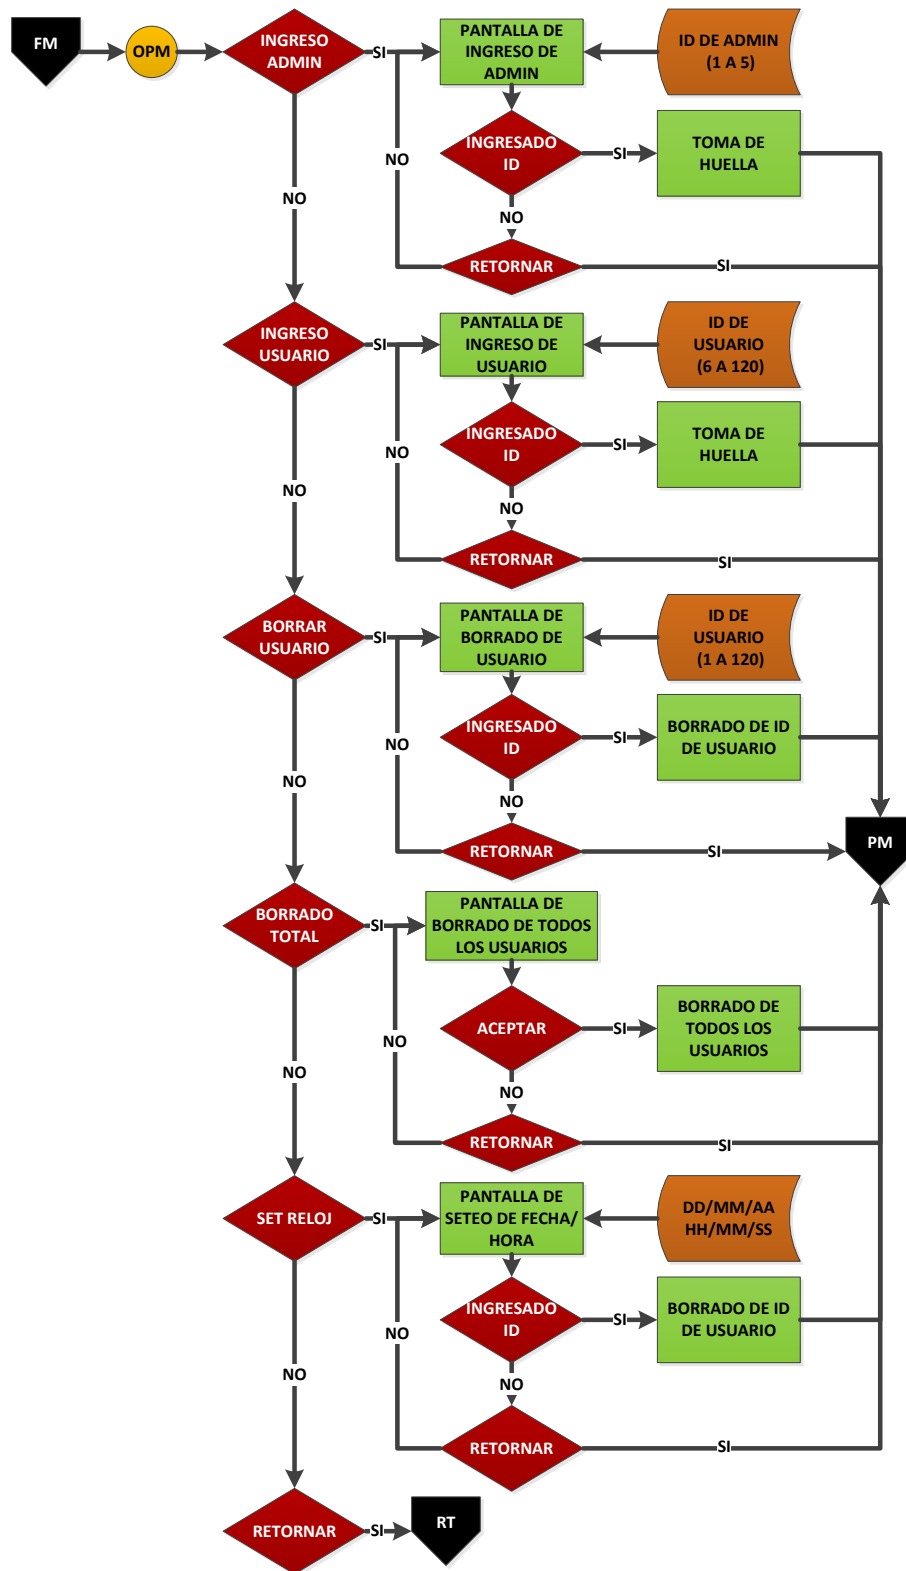 FM
OPM
INGRESO
ADMIN
SI
PANTALLA DE
INGRESO DE
ADMIN
ID DE ADMIN
(1 A 5)
NO
INGRESADO
ID
SI
TOMA DE
HUELLA
NO
NO
RETORNAR
SI
INGRESO
USUARIO
SI
PANTALLA DE
INGRESO DE
USUARIO
ID DE
USUARIO
(6 A 120)
NO
INGRESADO
ID
SI
TOMA DE
HUELLA
NO
NO
RETORNAR
SI
BORRAR
USUARIO
SI
PANTALLA DE
BORRADO DE
USUARIO
ID DE
USUARIO
(1 A 120)
NO
INGRESADO
ID
SI
BORRADO DE ID
DE USUARIO
NO
NO
RETORNAR
SI
PM
BORRADO
TOTAL
SI
PANTALLA DE
BORRADO DE TODOS
LOS USUARIOS
NO
ACEPTAR
SI
BORRADO DE
TODOS LOS
USUARIOS
NO
NO
RETORNAR
SI
SET RELOJ
SI
PANTALLA DE
SETEO DE FECHA/
HORA
DD/MM/AA
HH/MM/SS
NO
INGRESADO
ID
SI
BORRADO DE ID
DE USUARIO
NO
NO
RETORNAR
SI
RETORNAR
SI
RT